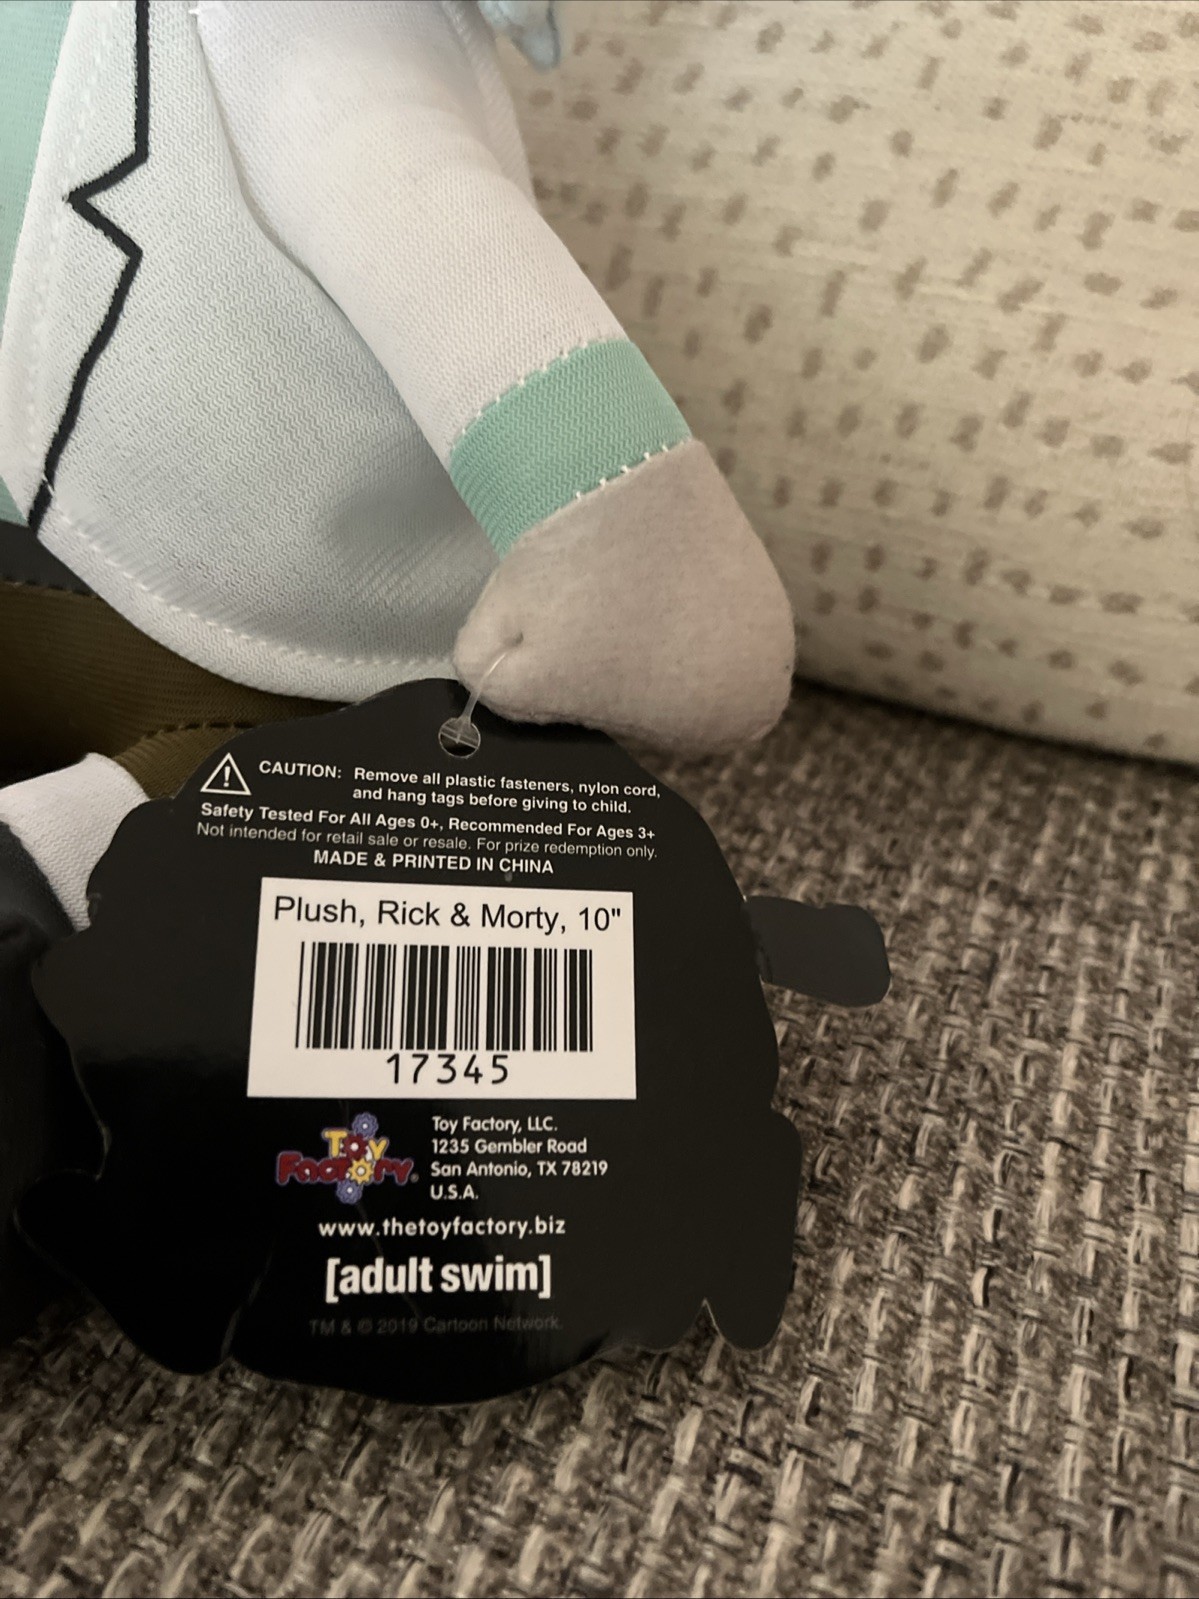 CAUTION: Remove all plastic fasteners, nylon cord,
and hang tags before giving to child.
Safety Tested For All Ages 0+, Recommended For Ages 3+
Not intended for retail sale or resale. For prize redemption only.
MADE & PRINTED IN CHINA
Plush, Rick & Morty, 10"
17345
Toy Factory®
Toy Factory, LLC.
1235 Gembler Road
San Antonio, TX 78219
U.S.A.
www.thetoyfactory.biz
[adult swim]
TM & © 2019 Cartoon Network.